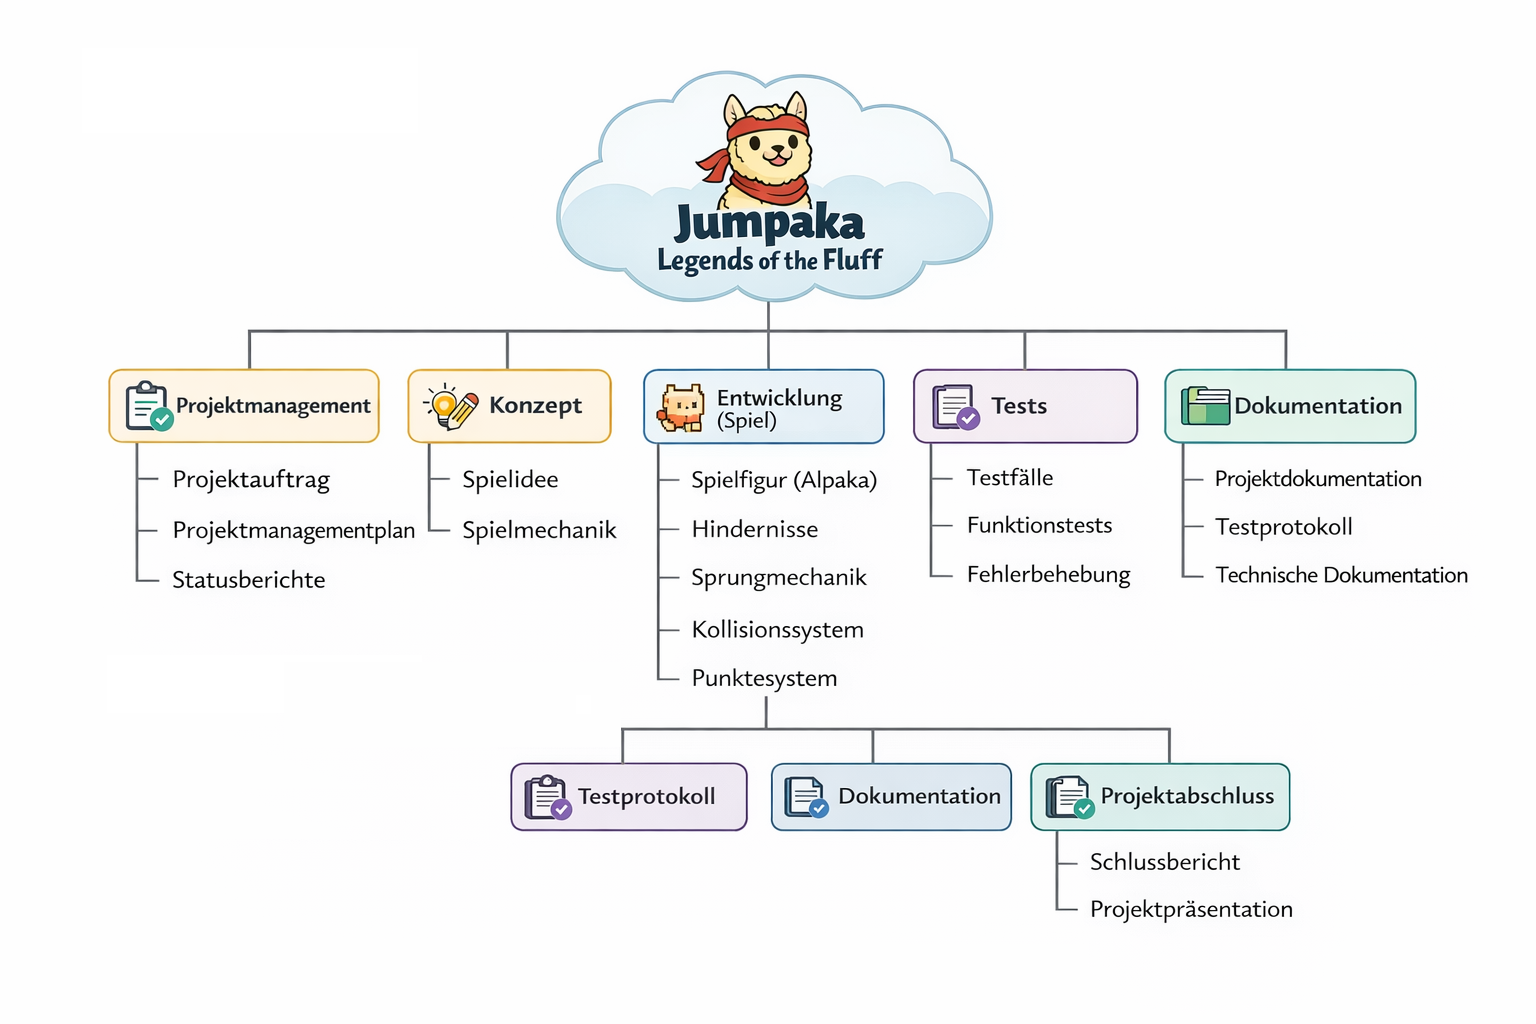 Jumpaka
Legends of the Fluff
Projektmanagement
Projektauftrag
Projektmanagementplan
Statusberichte
Konzept
Spielidee
Spielmechanik
Entwicklung
(Spiel)
Spielfigur (Alpaka)
Hindernisse
Sprungmechanik
Kollisionssystem
Punktesystem
Tests
Testfälle
Funktionstests
Fehlerbehebung
Dokumentation
Projektdokumentation
Testprotokoll
Technische Dokumentation
Testprotokoll
Dokumentation
Projektabschluss
Schlussbericht
Projektpräsentation